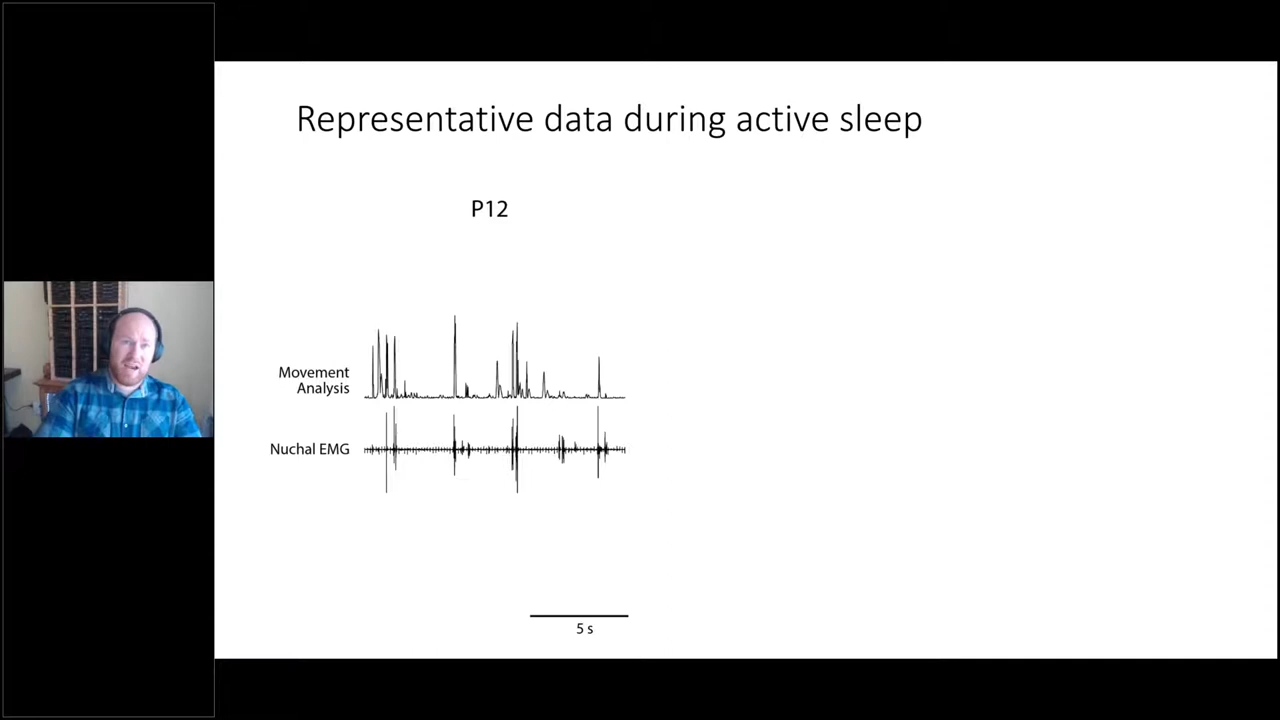 Representative data during active sleep
P12
Movement
Analysis
Nuchal EMG
5 s